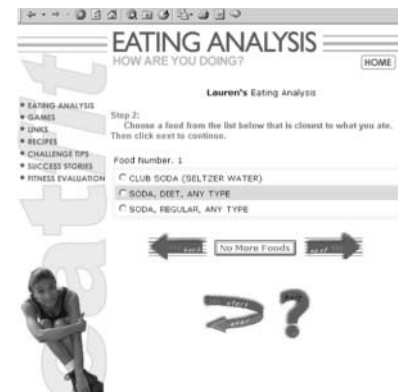 EATING ANALYSIS
HOW ARE YOU DOING?
HOME
Lauren's Eating Analysis
EATING ANALYSIS
GAMES
LINKS
RECIPES
CHALLENGE TIPS
SUCCESS STORIES
FITNESS EVALUATION
Step 2:
Choose a food from the list below that is closest to what you ate.
Then click next to continue.
Food Number. 1
CLUB SODA (SELTZER WATER)
SODA, DIET, ANY TYPE
SODA, REGULAR, ANY TYPE
No More Foods
next
start
over